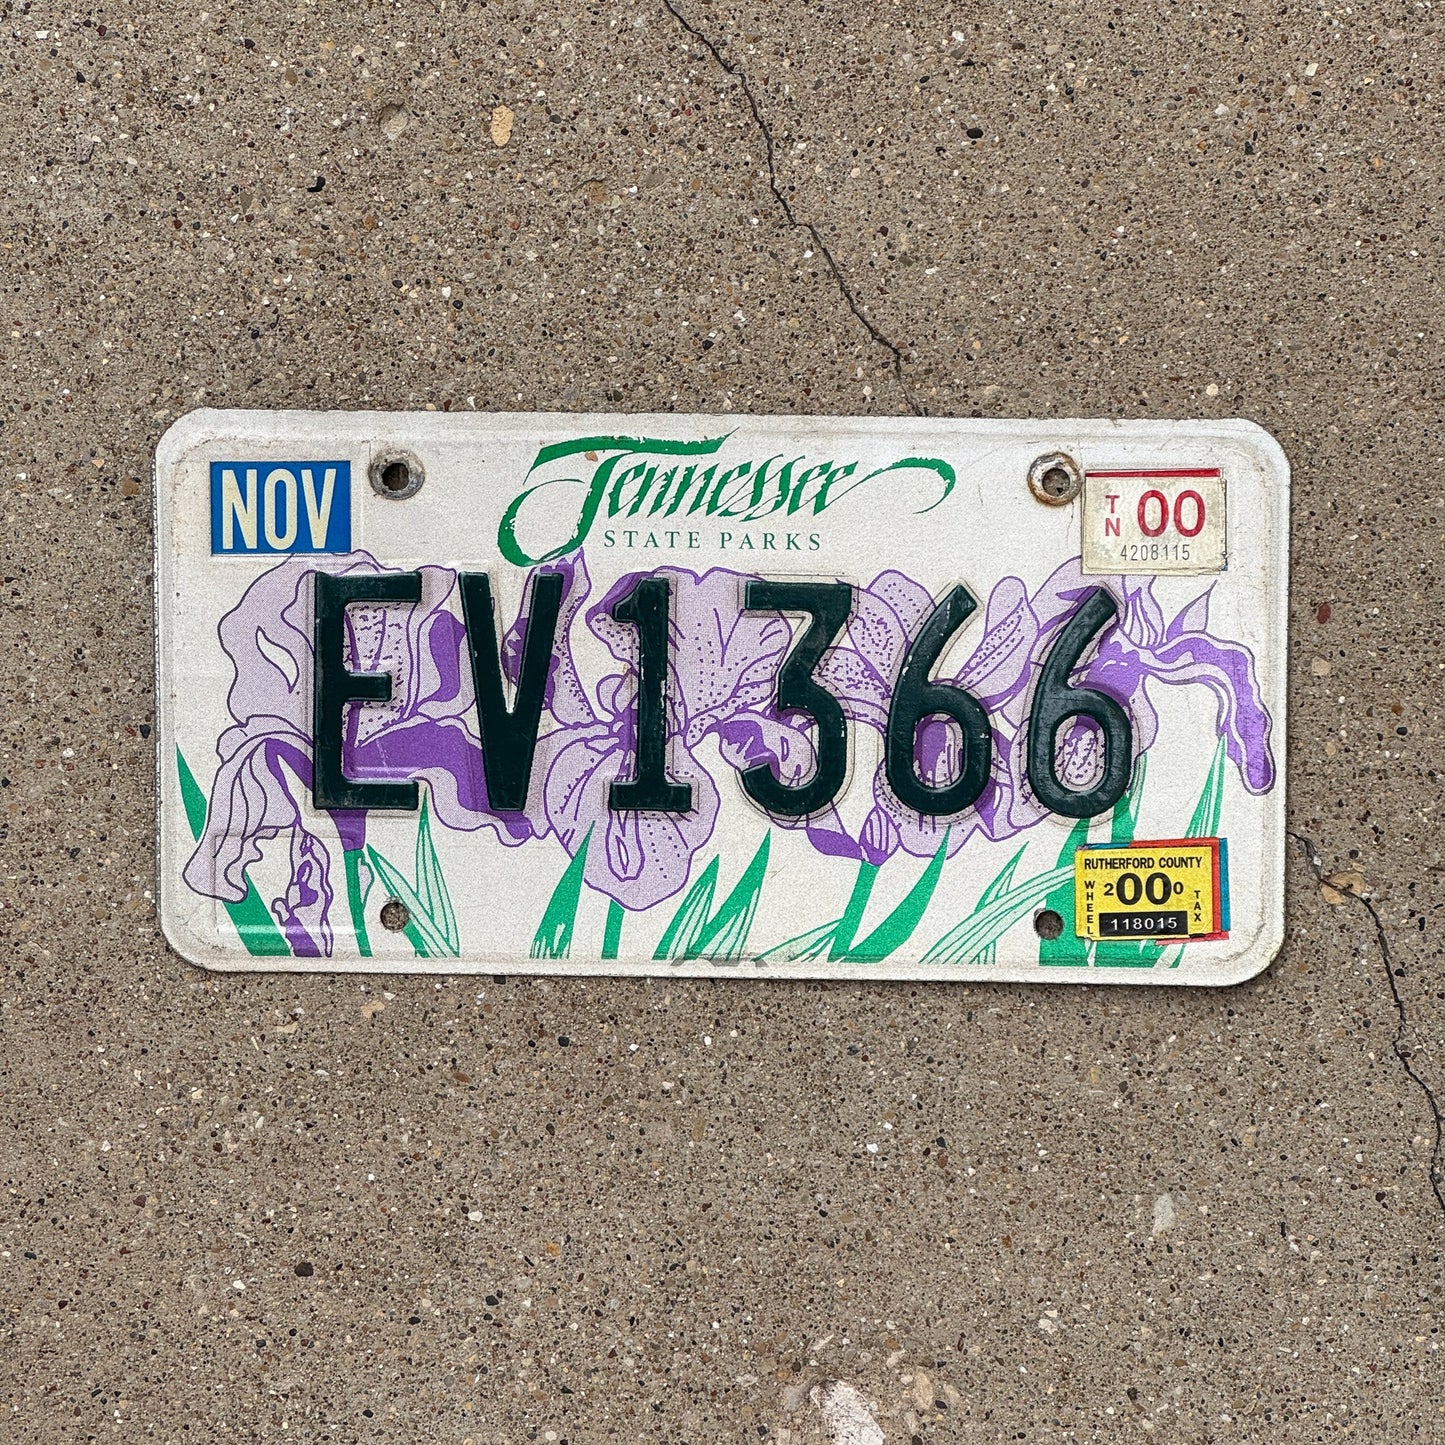 NOV
Tennessee
STATE PARKS
TN 00
4208115
EV1366
RUTHERFORD COUNTY
WHEEL 2000 TAX
118015